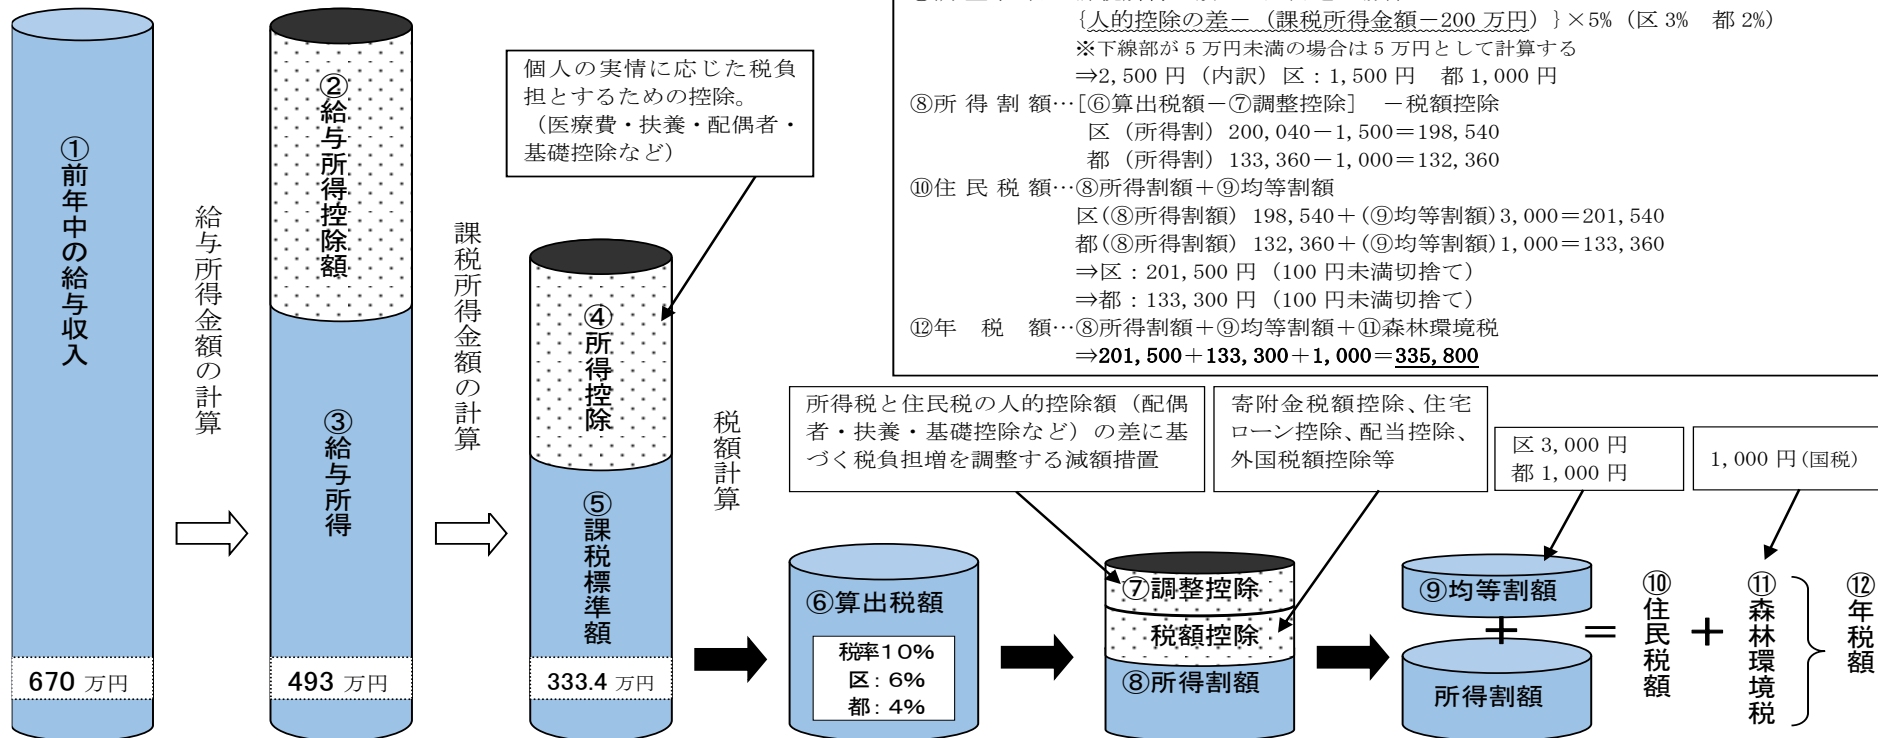 {人的控除の差－（課税所得金額－200 万円）}×5%（区 3%　都 2%）
※下線部が 5 万円未満の場合は 5 万円として計算する
⇒2,500 円（内訳）区：1,500 円　都 1,000 円
⑧所 得 割 額…[⑥算出税額－⑦調整控除]　－税額控除
区（所得割）200,040－1,500＝198,540
都（所得割）133,360－1,000＝132,360
⑩住 民 税 額…⑧所得割額＋⑨均等割額
区(⑧所得割額) 198,540＋(⑨均等割額)3,000＝201,540
都(⑧所得割額) 132,360＋(⑨均等割額)1,000＝133,360
⇒区：201,500 円（100 円未満切捨て）
⇒都：133,300 円（100 円未満切捨て）
⑫年　税　額…⑧所得割額＋⑨均等割額＋⑪森林環境税
⇒201,500＋133,300＋1,000＝335,800
個人の実情に応じた税負
担とするための控除。
（医療費・扶養・配偶者・
基礎控除など）
①前年中の給与収入
670 万円
給与所得金額の計算
②給与所得控除額
③給与所得
493 万円
課税所得金額の計算
④所得控除
⑤課税標準額
333.4 万円
税額計算
所得税と住民税の人的控除額（配偶
者・扶養・基礎控除など）の差に基
づく税負担増を調整する減額措置
寄附金税額控除、住宅
ローン控除、配当控除、
外国税額控除等
区 3,000 円
都 1,000 円
1,000 円(国税)
⑥算出税額
税率10%
区：6%
都：4%
⑦調整控除
税額控除
⑧所得割額
⑨均等割額
＋
所得割額
＝
⑩住民税額
＋
⑪森林環境税
⑫年税額